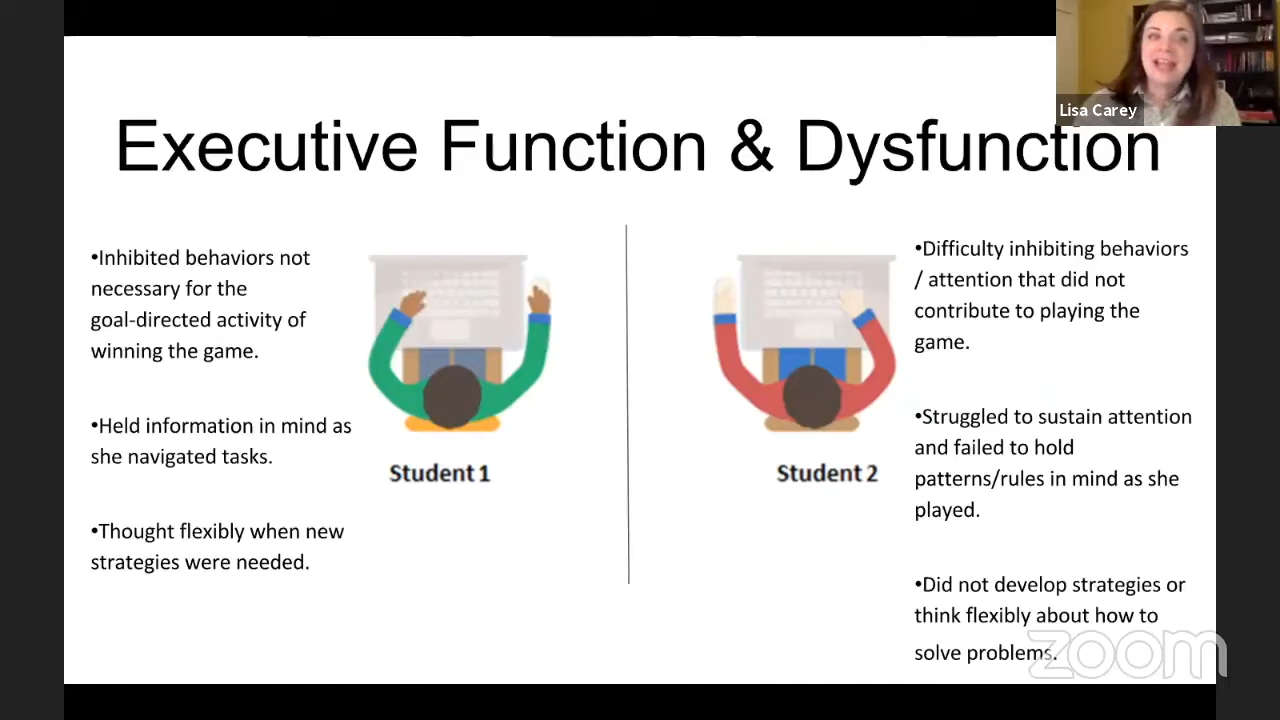 Lisa Carey
Executive Function & Dysfunction
•Inhibited behaviors not
necessary for the
goal-directed activity of
winning the game.
•Held information in mind as
she navigated tasks.
•Thought flexibly when new
strategies were needed.
Student 1
Student 2
•Difficulty inhibiting behaviors
/ attention that did not
contribute to playing the
game.
•Struggled to sustain attention
and failed to hold
patterns/rules in mind as she
played.
•Did not develop strategies or
think flexibly about how to
solve problems.
zoom